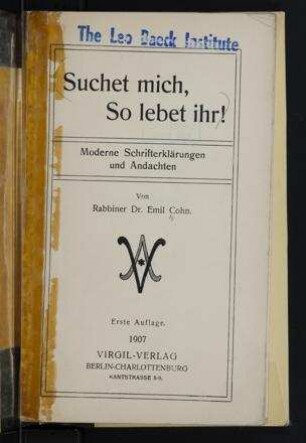 The Leo Baeck Institute
Suchet mich,
So lebet ihr!
Moderne Schrifterklärungen
und Andachten
Von
Rabbiner Dr. Emil Cohn.
Erste Auflage.
1907
VIRGIL-VERLAG
BERLIN-CHARLOTTENBURG